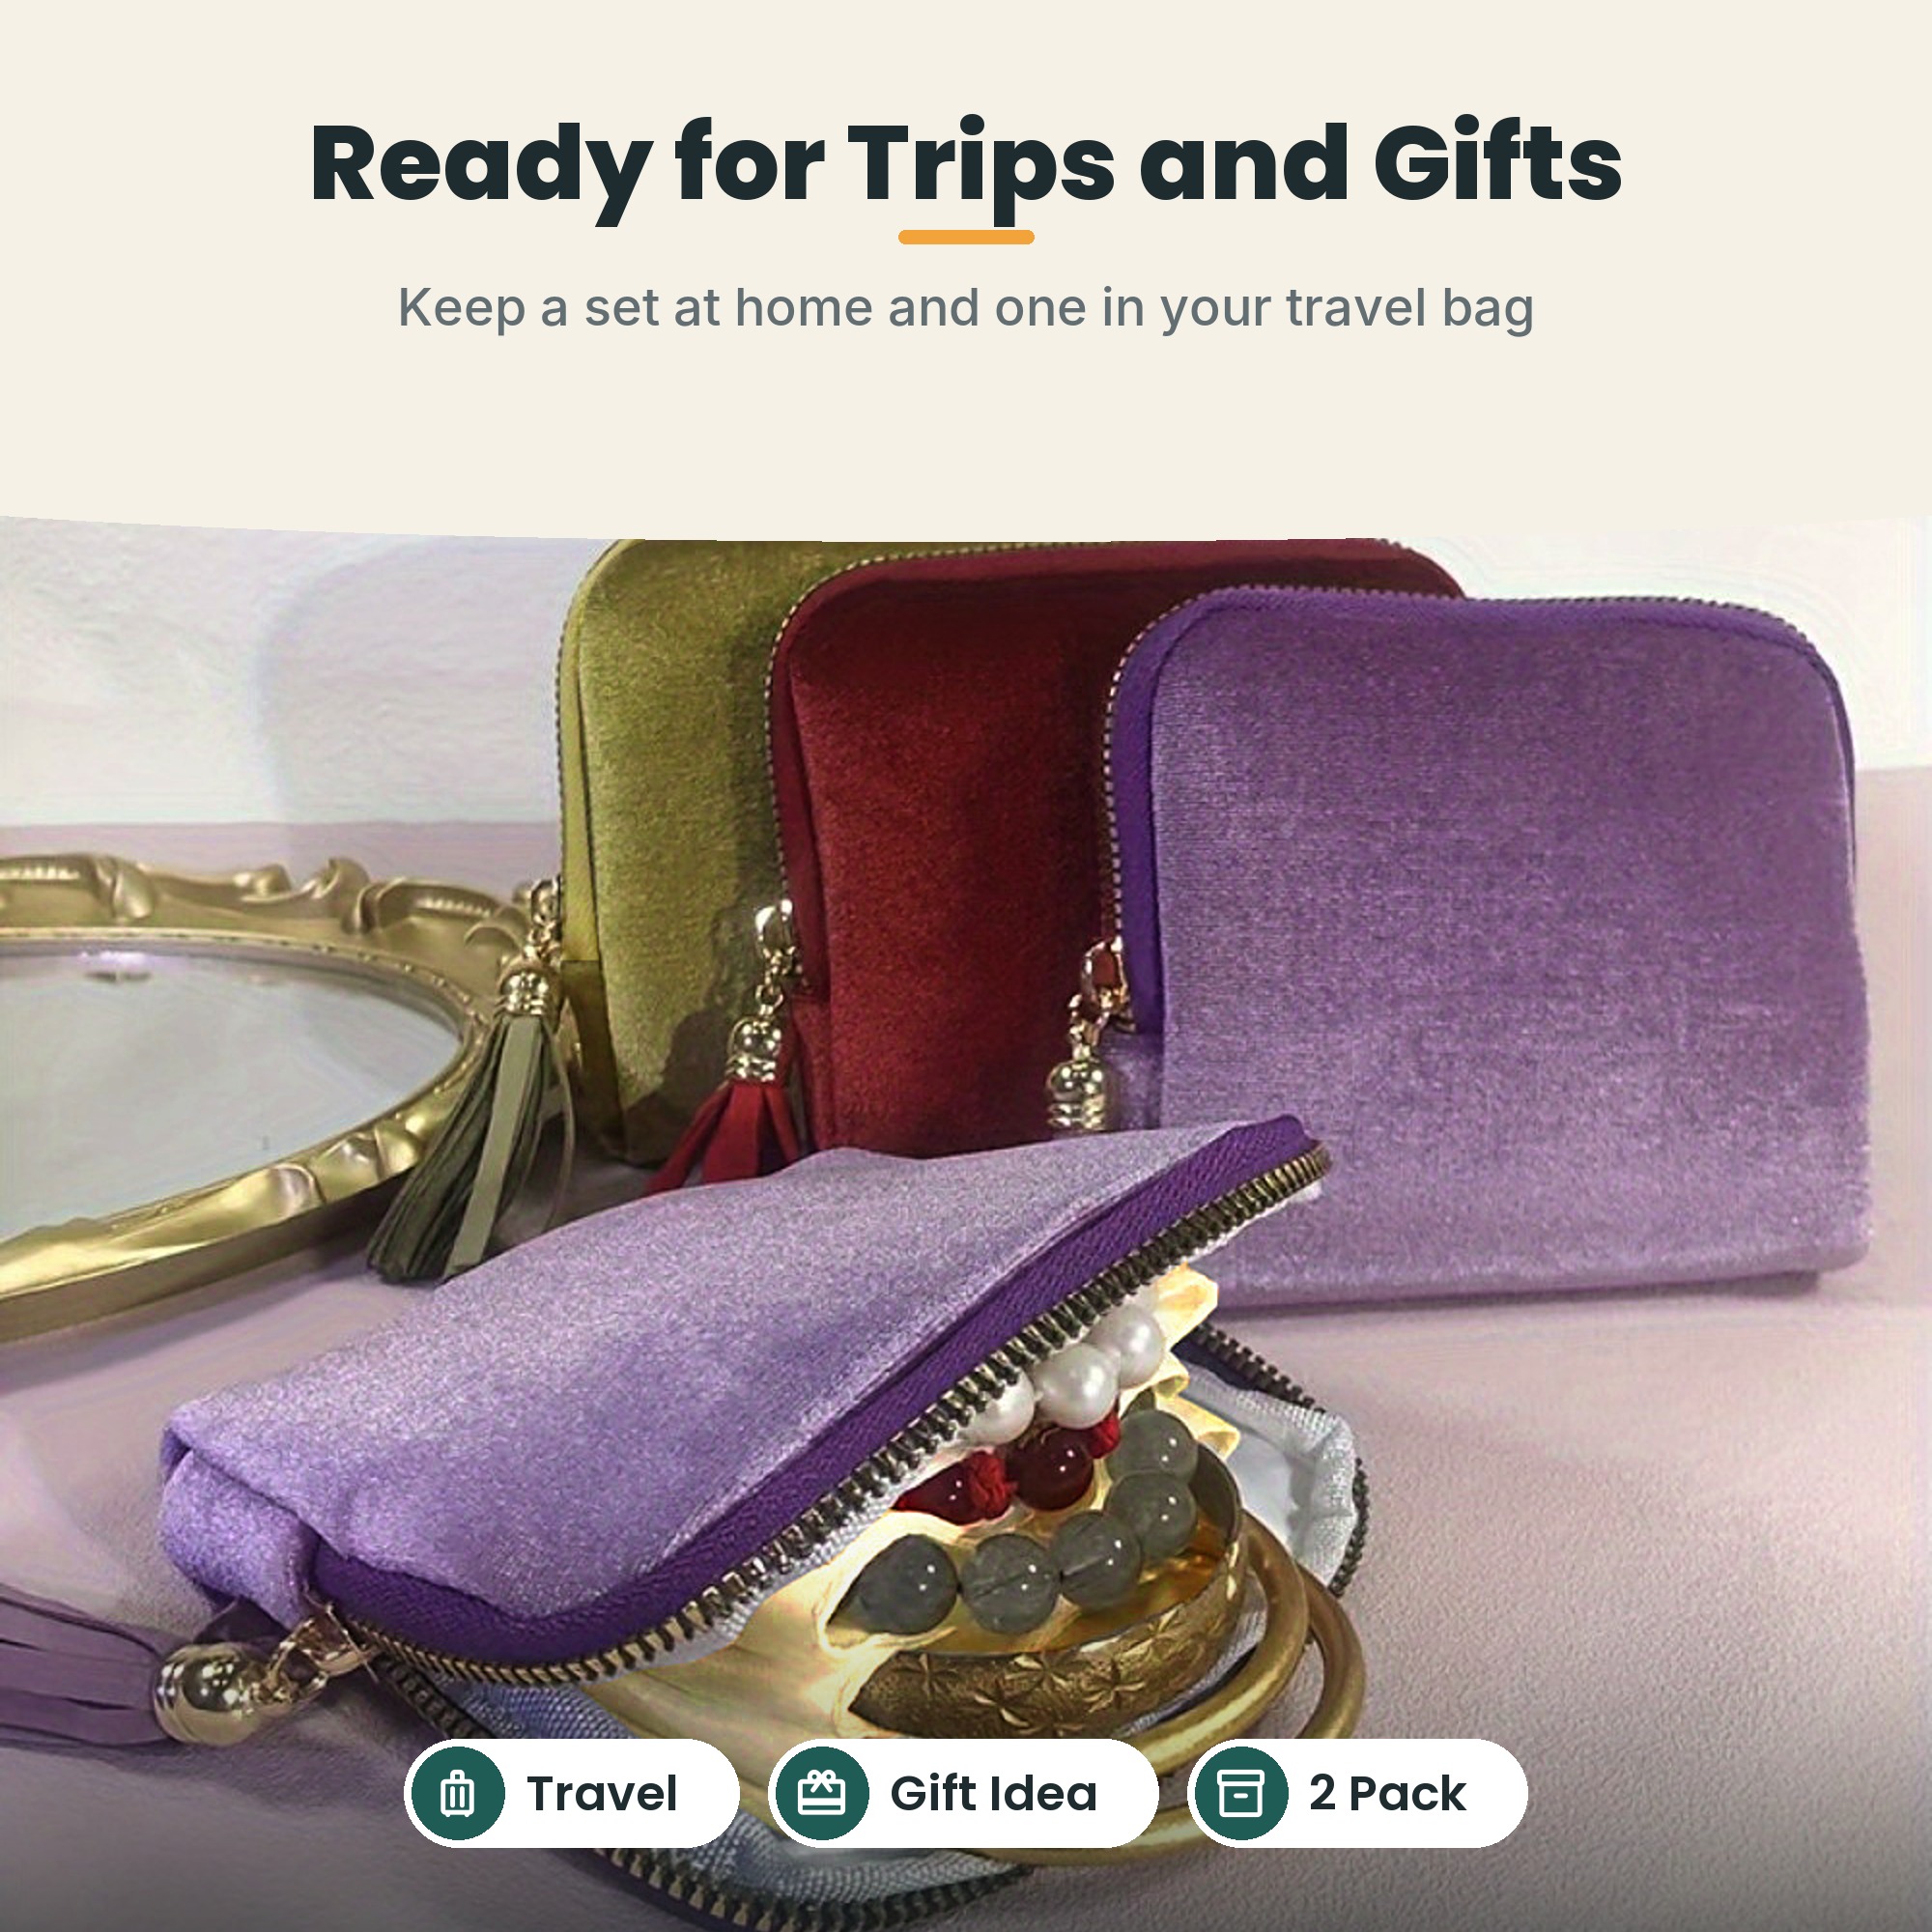 Ready for Trips and Gifts
Keep a set at home and one in your travel bag
Travel
Gift Idea
2 Pack